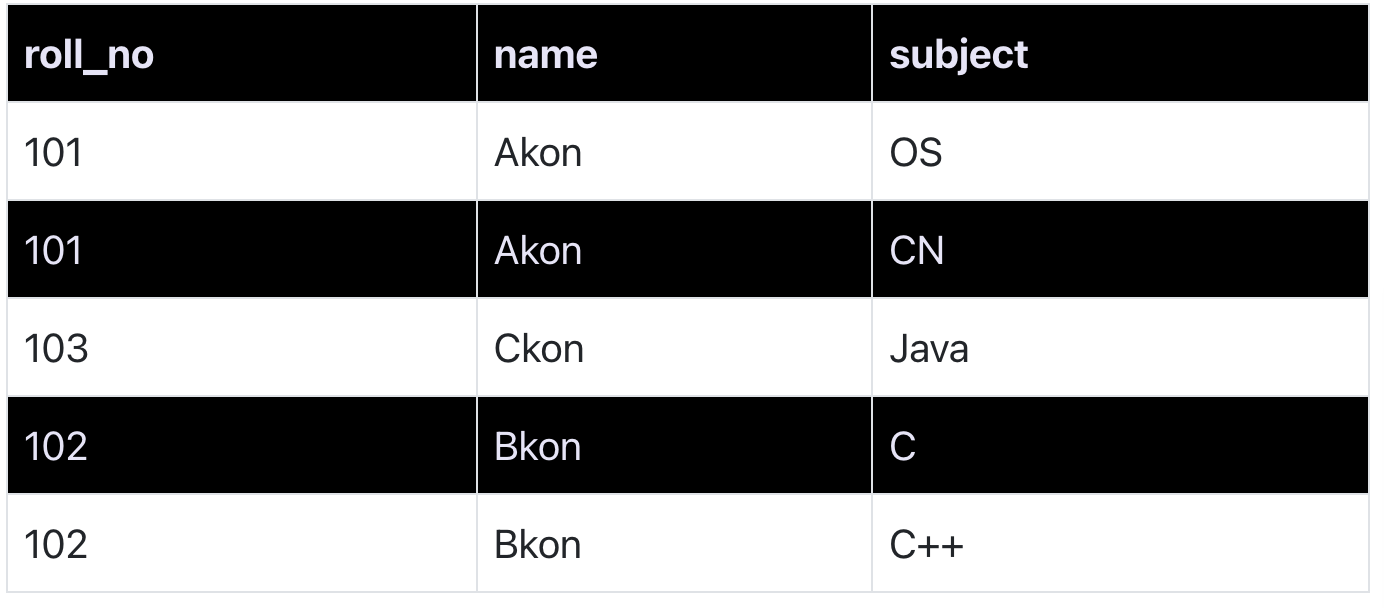 roll_no name subject
101 Akon OS
101 Akon CN
103 Ckon Java
102 Bkon C
102 Bkon C++